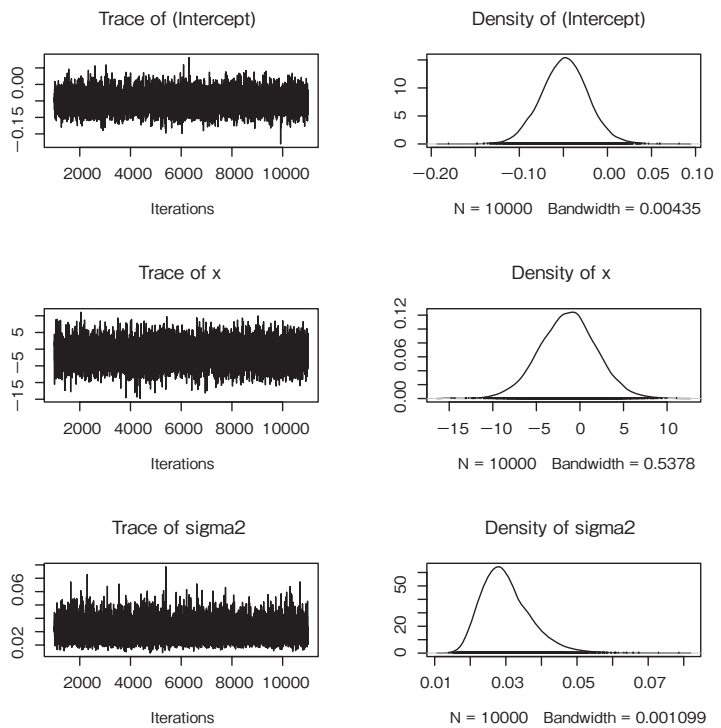 Trace of (Intercept)
−0.15 0.00
2000 4000 6000 8000 10000
Iterations
Density of (Intercept)
0 5 10
−0.20 −0.10 0.00 0.05 0.10
N = 10000 Bandwidth = 0.00435
Trace of x
−15 −5 5
2000 4000 6000 8000 10000
Iterations
Density of x
0.00 0.06 0.12
−15 −10 −5 0 5 10
N = 10000 Bandwidth = 0.5378
Trace of sigma2
0.02 0.06
2000 4000 6000 8000 10000
Iterations
Density of sigma2
0 20 50
0.01 0.03 0.05 0.07
N = 10000 Bandwidth = 0.001099